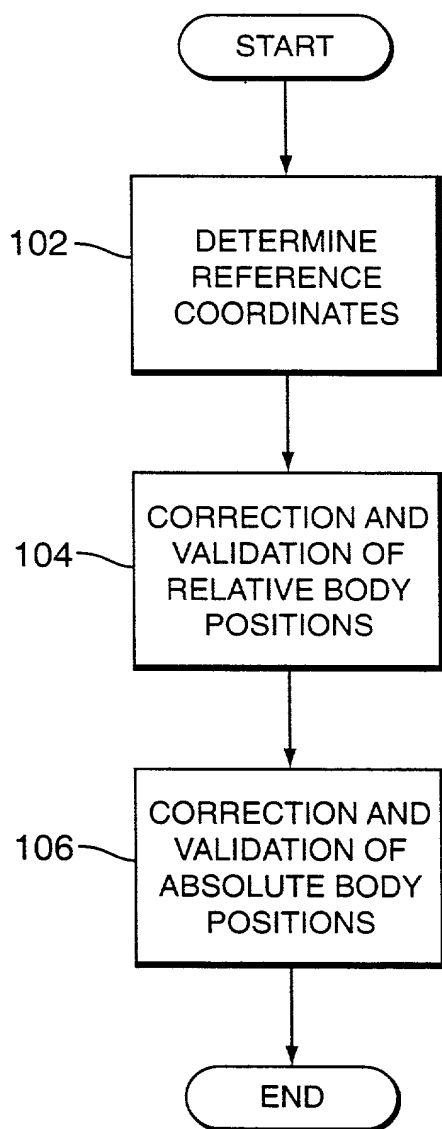 START
102
DETERMINE
REFERENCE
COORDINATES
104
CORRECTION AND
VALIDATION OF
RELATIVE BODY
POSITIONS
106
CORRECTION AND
VALIDATION OF
ABSOLUTE BODY
POSITIONS
END